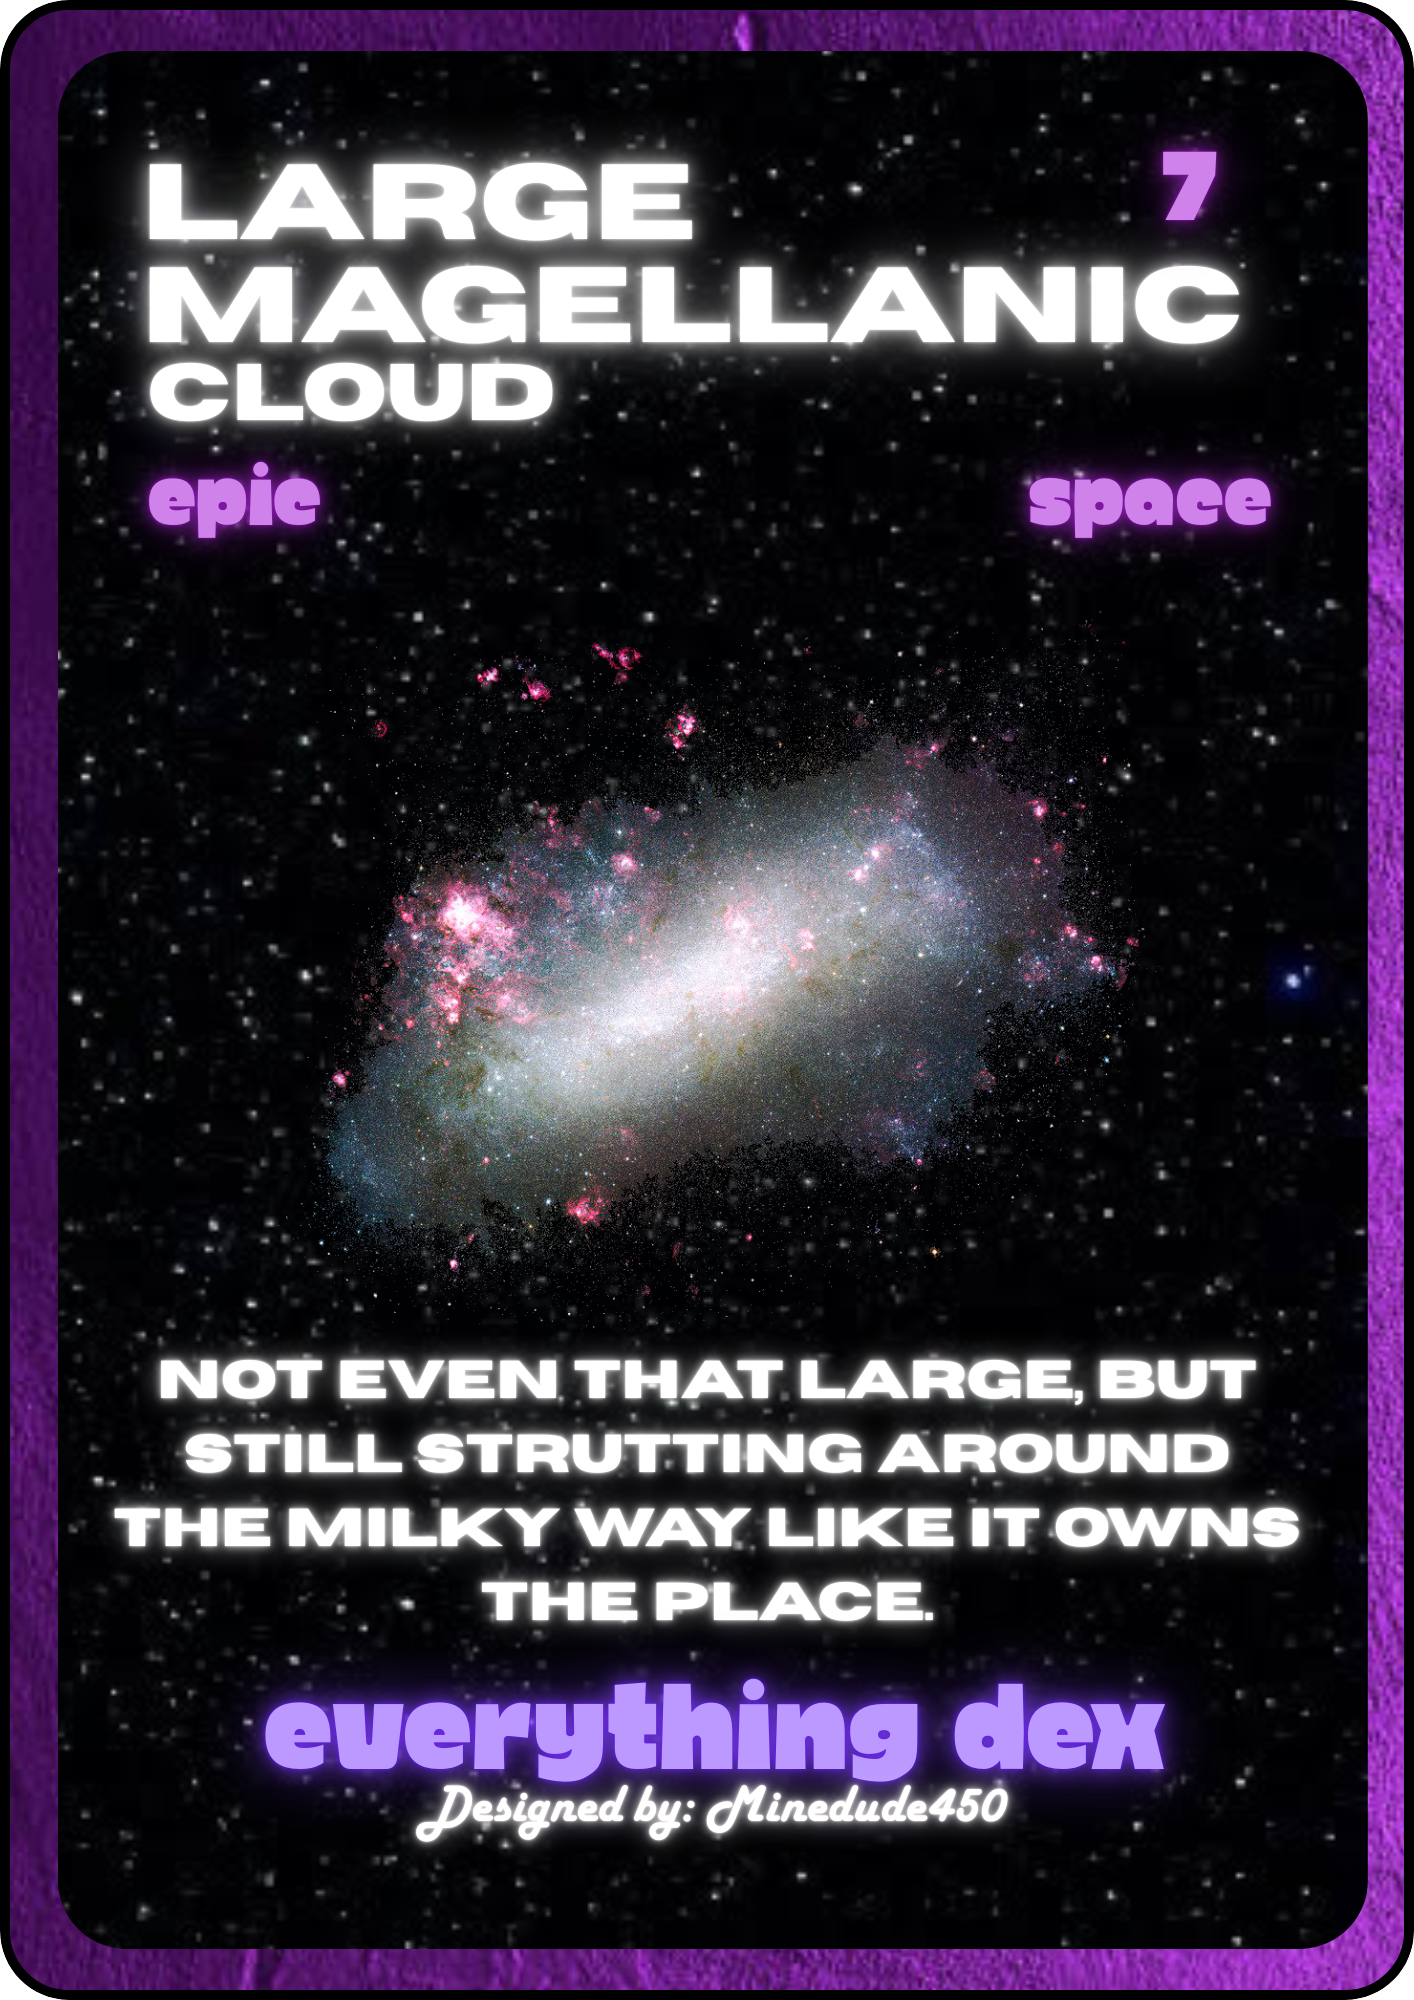 LARGE
7
MAGELLANIC
CLOUD
epic
space
NOT EVEN THAT LARGE, BUT
STILL STRUTTING AROUND
THE MILKY WAY LIKE IT OWNS
THE PLACE.
everything dex
Designed by: Minedude450